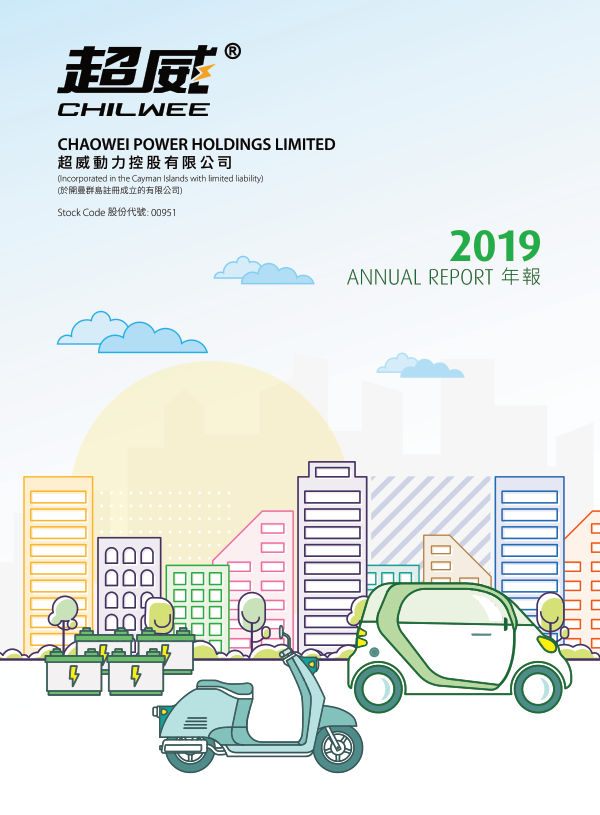 超威®
CHILWEE
CHAOWEI POWER HOLDINGS LIMITED
超威動力控股有限公司
(Incorporated in the Cayman Islands with limited liability)
(於開曼群島註冊成立的有限公司)
Stock Code 股份代號: 00951
2019
ANNUAL REPORT 年報